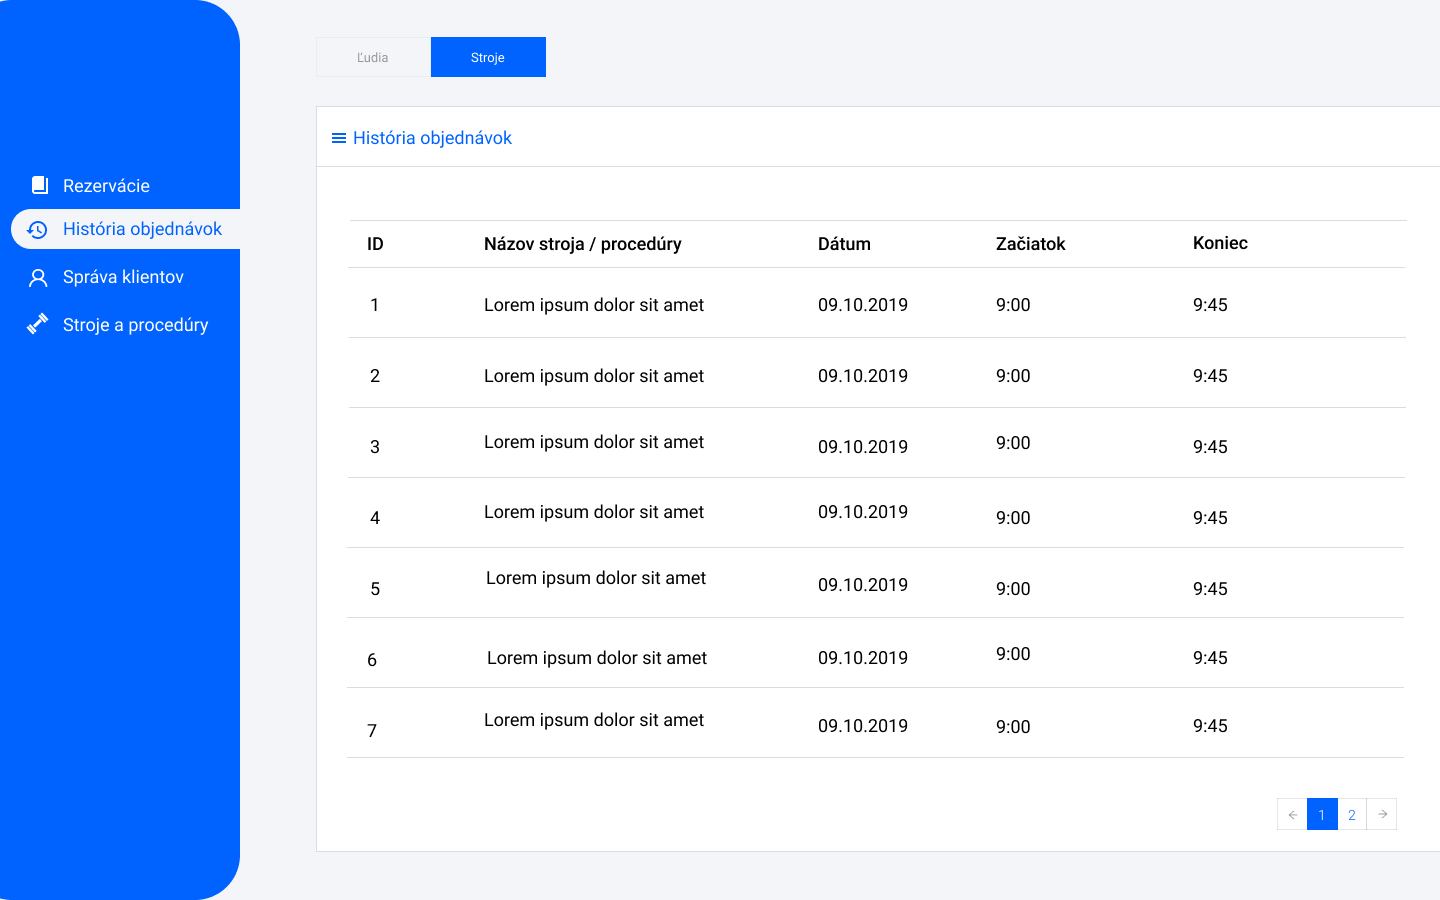 Ľudia Stroje
História objednávok
Rezervácie
História objednávok
Správa klientov
Stroje a procedúry
ID Názov stroja / procedúry Dátum Začiatok Koniec
1 Lorem ipsum dolor sit amet 09.10.2019 9:00 9:45
2 Lorem ipsum dolor sit amet 09.10.2019 9:00 9:45
3 Lorem ipsum dolor sit amet 09.10.2019 9:00 9:45
4 Lorem ipsum dolor sit amet 09.10.2019 9:00 9:45
5 Lorem ipsum dolor sit amet 09.10.2019 9:00 9:45
6 Lorem ipsum dolor sit amet 09.10.2019 9:00 9:45
7 Lorem ipsum dolor sit amet 09.10.2019 9:00 9:45
← 1 2 →